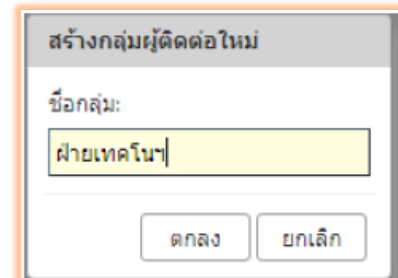 สร้างกลุ่มผู้ติดต่อใหม่
ชื่อกลุ่ม:
ฝ่ายเทคโนฯ
ตกลง ยกเลิก